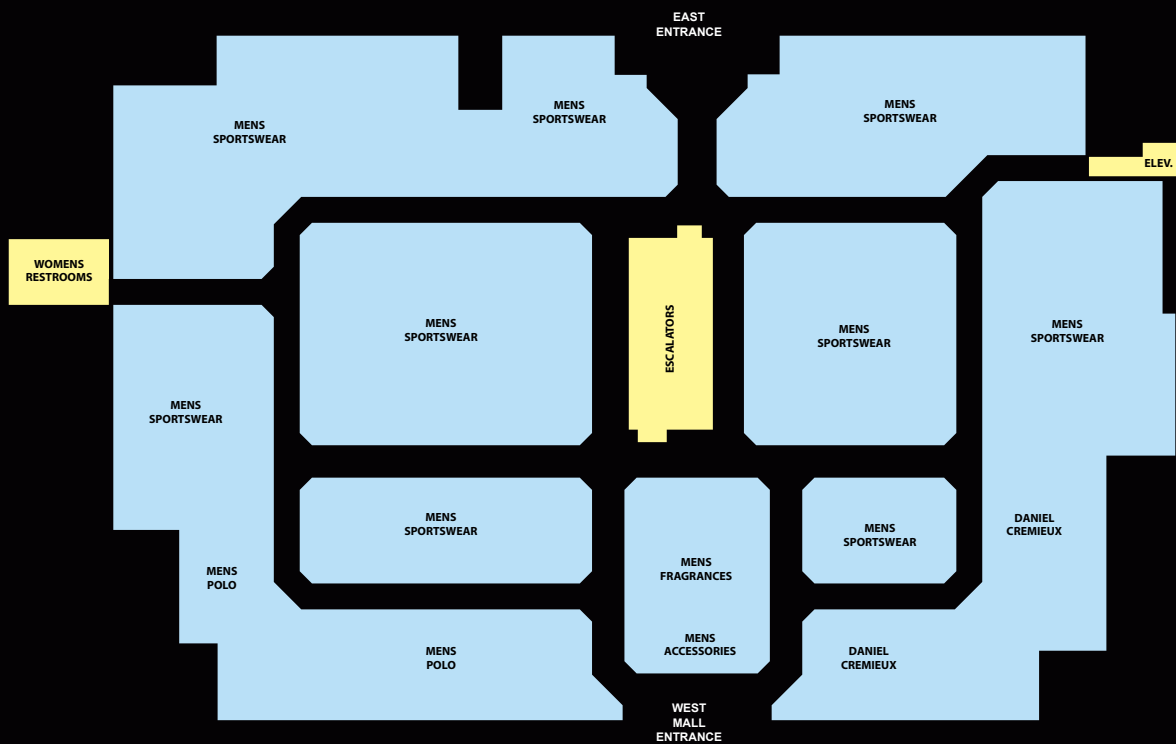 EAST
ENTRANCE
MENS
SPORTSWEAR
MENS
SPORTSWEAR
MENS
SPORTSWEAR
ELEV.
WOMENS
RESTROOMS
MENS
SPORTSWEAR
ESCALATORS
MENS
SPORTSWEAR
MENS
SPORTSWEAR
MENS
SPORTSWEAR
MENS
SPORTSWEAR
MENS
SPORTSWEAR
DANIEL
CREMIEUX
MENS
POLO
MENS
FRAGRANCES
MENS
ACCESSORIES
MENS
POLO
DANIEL
CREMIEUX
WEST
MALL
ENTRANCE